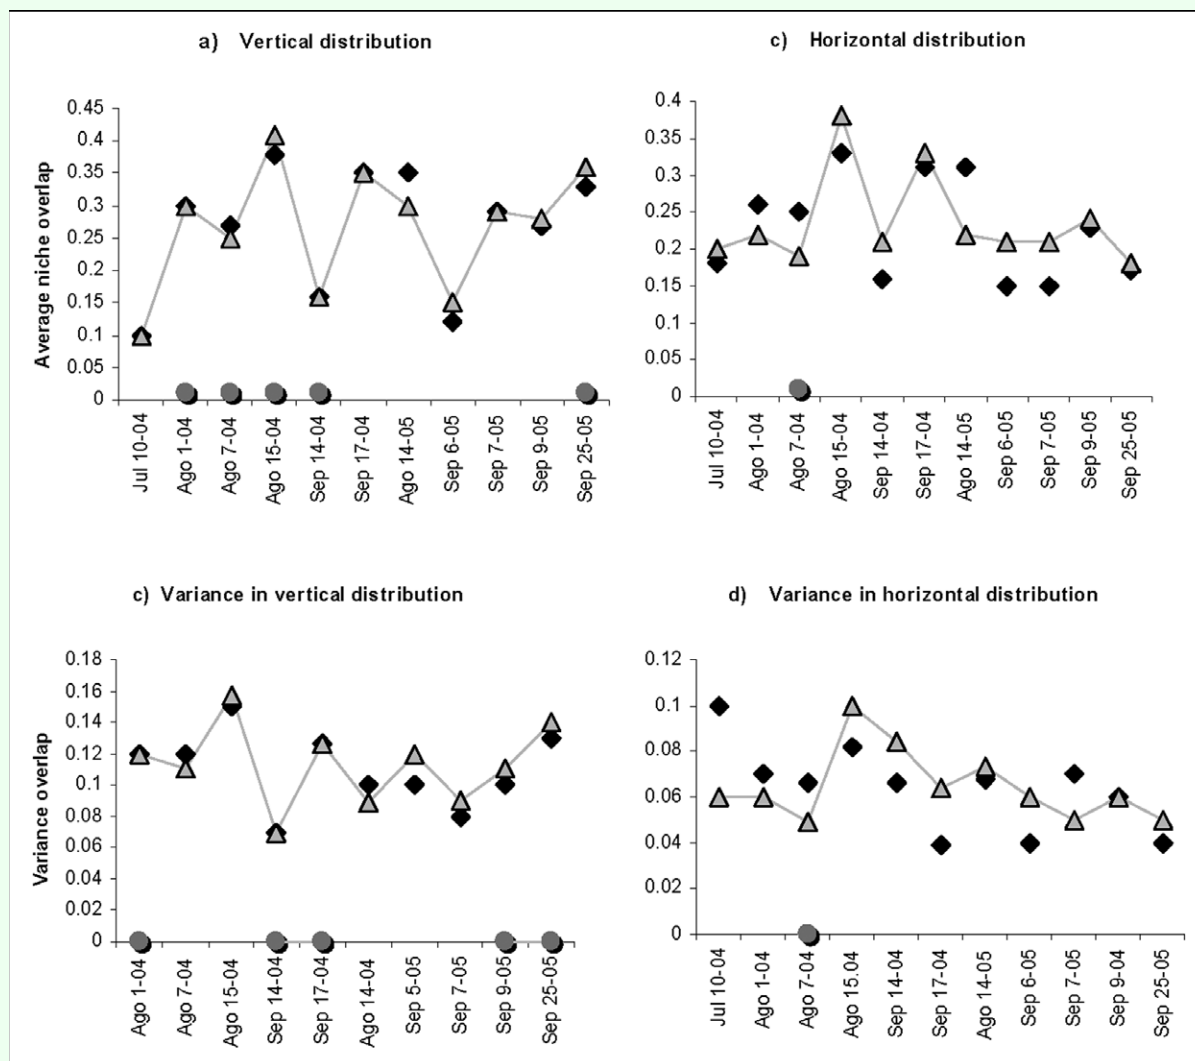 a) Vertical distribution
Average niche overlap
0.45
0.4
0.35
0.3
0.25
0.2
0.15
0.1
0.05
0
Jul 10-04
Ago 1-04
Ago 7-04
Ago 15-04
Sep 14-04
Sep 17-04
Ago 14-05
Sep 6-05
Sep 7-05
Sep 9-05
Sep 25-05
c) Horizontal distribution
0.4
0.35
0.3
0.25
0.2
0.15
0.1
0.05
0
Jul 10-04
Ago 1-04
Ago 7-04
Ago 15-04
Sep 14-04
Sep 17-04
Ago 14-05
Sep 6-05
Sep 7-05
Sep 9-05
Sep 25-05
c) Variance in vertical distribution
Variance overlap
0.18
0.16
0.14
0.12
0.1
0.08
0.06
0.04
0.02
0
Ago 1-04
Ago 7-04
Ago 15-04
Sep 14-04
Sep 17-04
Ago 14-04
Sep 5-05
Sep 7-05
Sep 9-05
Sep 25-05
d) Variance in horizontal distribution
0.12
0.1
0.08
0.06
0.04
0.02
0
Jul 10-04
Ago 1-04
Ago 7-04
Ago 15.04
Sep 14-04
Sep 17-04
Ago 14-05
Sep 6-05
Sep 7-05
Sep 9-04
Sep 25-05